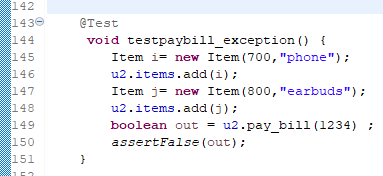 142
143 @Test
144 void testpaybill_exception() {
145 Item i= new Item(700,"phone");
146 u2.items.add(i);
147 Item j= new Item(800,"earbuds");
148 u2.items.add(j);
149 boolean out = u2.pay_bill(1234) ;
150 assertFalse(out);
151 }